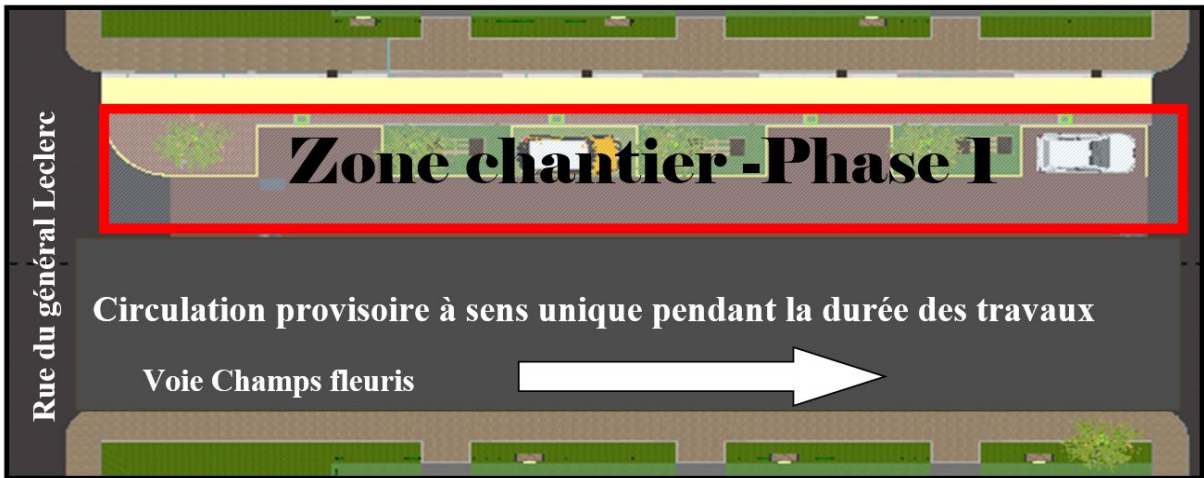 Rue du général Leclerc
Zone chantier -Phase 1
Circulation provisoire à sens unique pendant la durée des travaux
Voie Champs fleuris